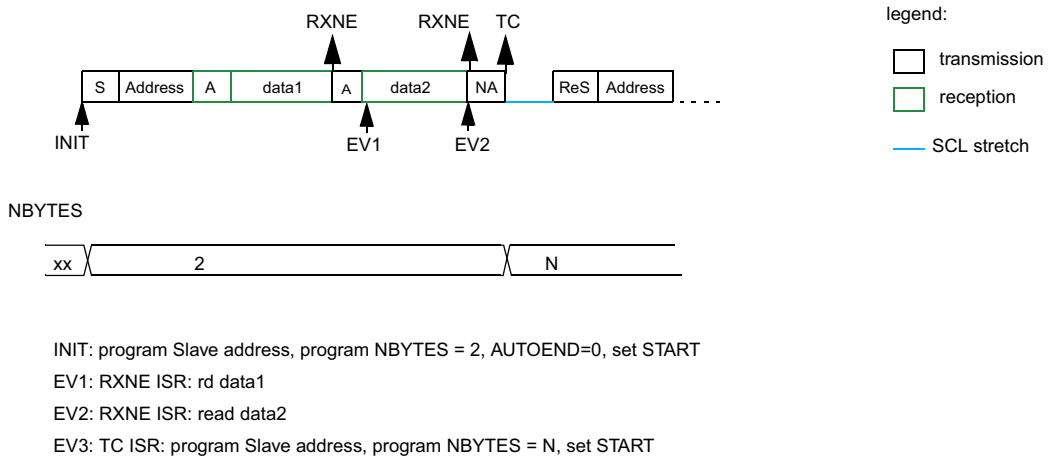 RXNE RXNE TC
legend:
transmission
reception
SCL stretch
S Address A data1 A data2 NA ReS Address
INIT EV1 EV2
NBYTES
xx 2 N
INIT: program Slave address, program NBYTES = 2, AUTOEND=0, set START
EV1: RXNE ISR: rd data1
EV2: RXNE ISR: read data2
EV3: TC ISR: program Slave address, program NBYTES = N, set START